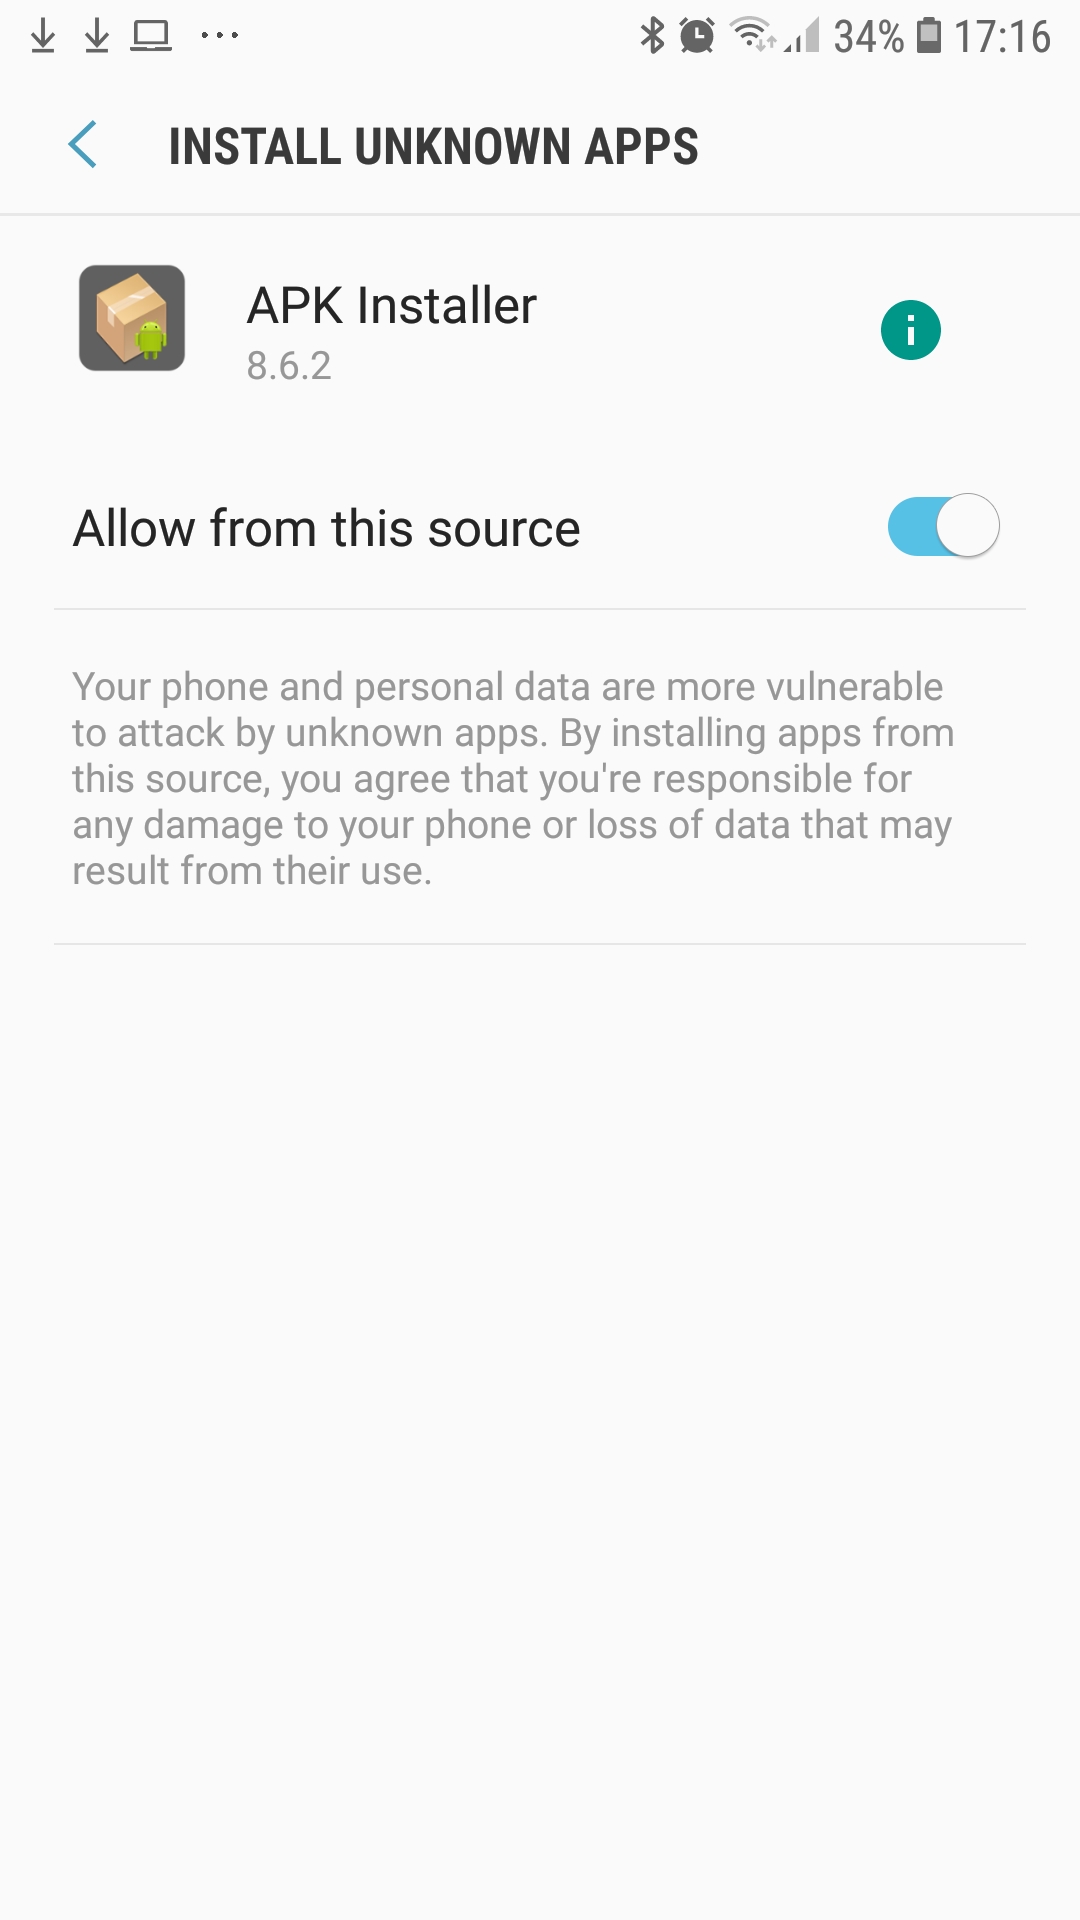 34% 17:16
INSTALL UNKNOWN APPS
APK Installer
8.6.2
Allow from this source
Your phone and personal data are more vulnerable
to attack by unknown apps. By installing apps from
this source, you agree that you're responsible for
any damage to your phone or loss of data that may
result from their use.